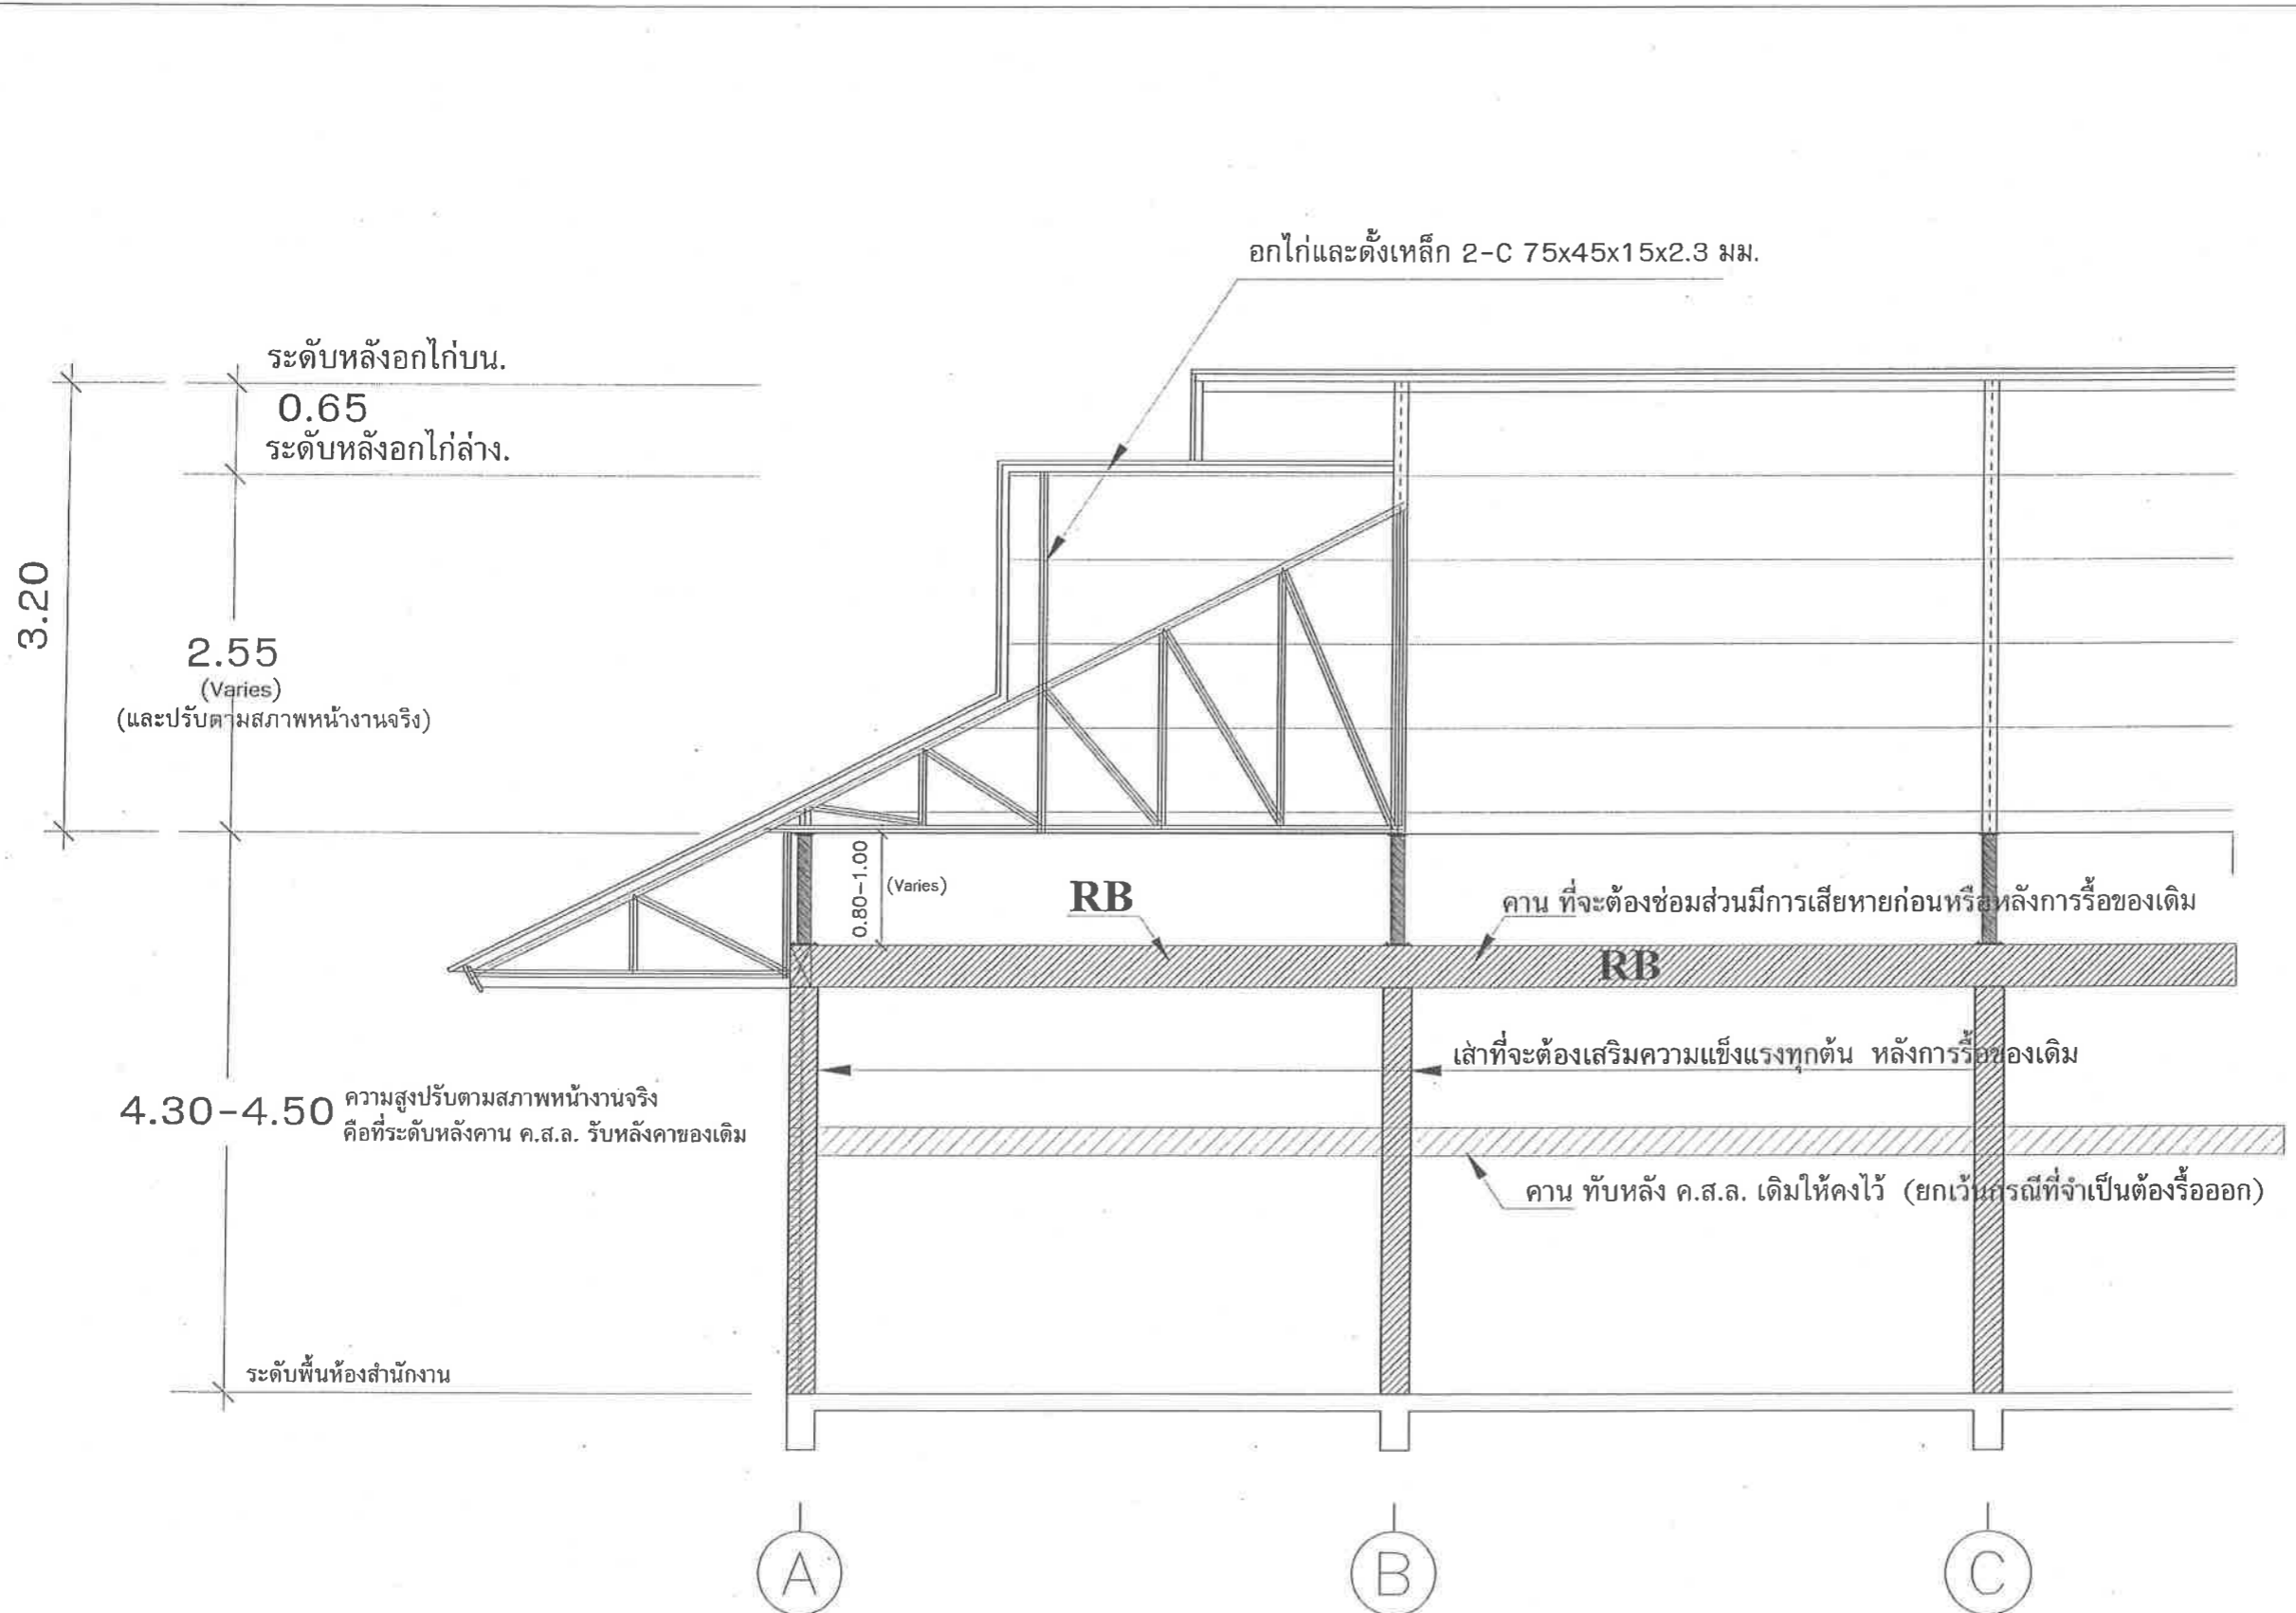 อกไก่และดั้งเหล็ก 2-C 75x45x15x2.3 มม.
ระดับหลังอกไก่บน.
0.65
ระดับหลังอกไก่ล่าง.
3.20
2.55
(Varies)
(และปรับตามสภาพหน้างานจริง)
0.80-1.00
(Varies)
RB
คาน ที่จะต้องซ่อมส่วนมีการเสียหายก่อนหรือหลังการรื้อของเดิม
RB
เสาที่จะต้องเสริมความแข็งแรงทุกต้น หลังการรื้อของเดิม
4.30-4.50 ความสูงปรับตามสภาพหน้างานจริง
คือที่ระดับหลังคาน ค.ส.ล. รับหลังคาของเดิม
คาน ทับหลัง ค.ส.ล. เดิมให้คงไว้ (ยกเว้นกรณีที่จำเป็นต้องรื้อออก)
ระดับพื้นห้องสำนักงาน
A B C